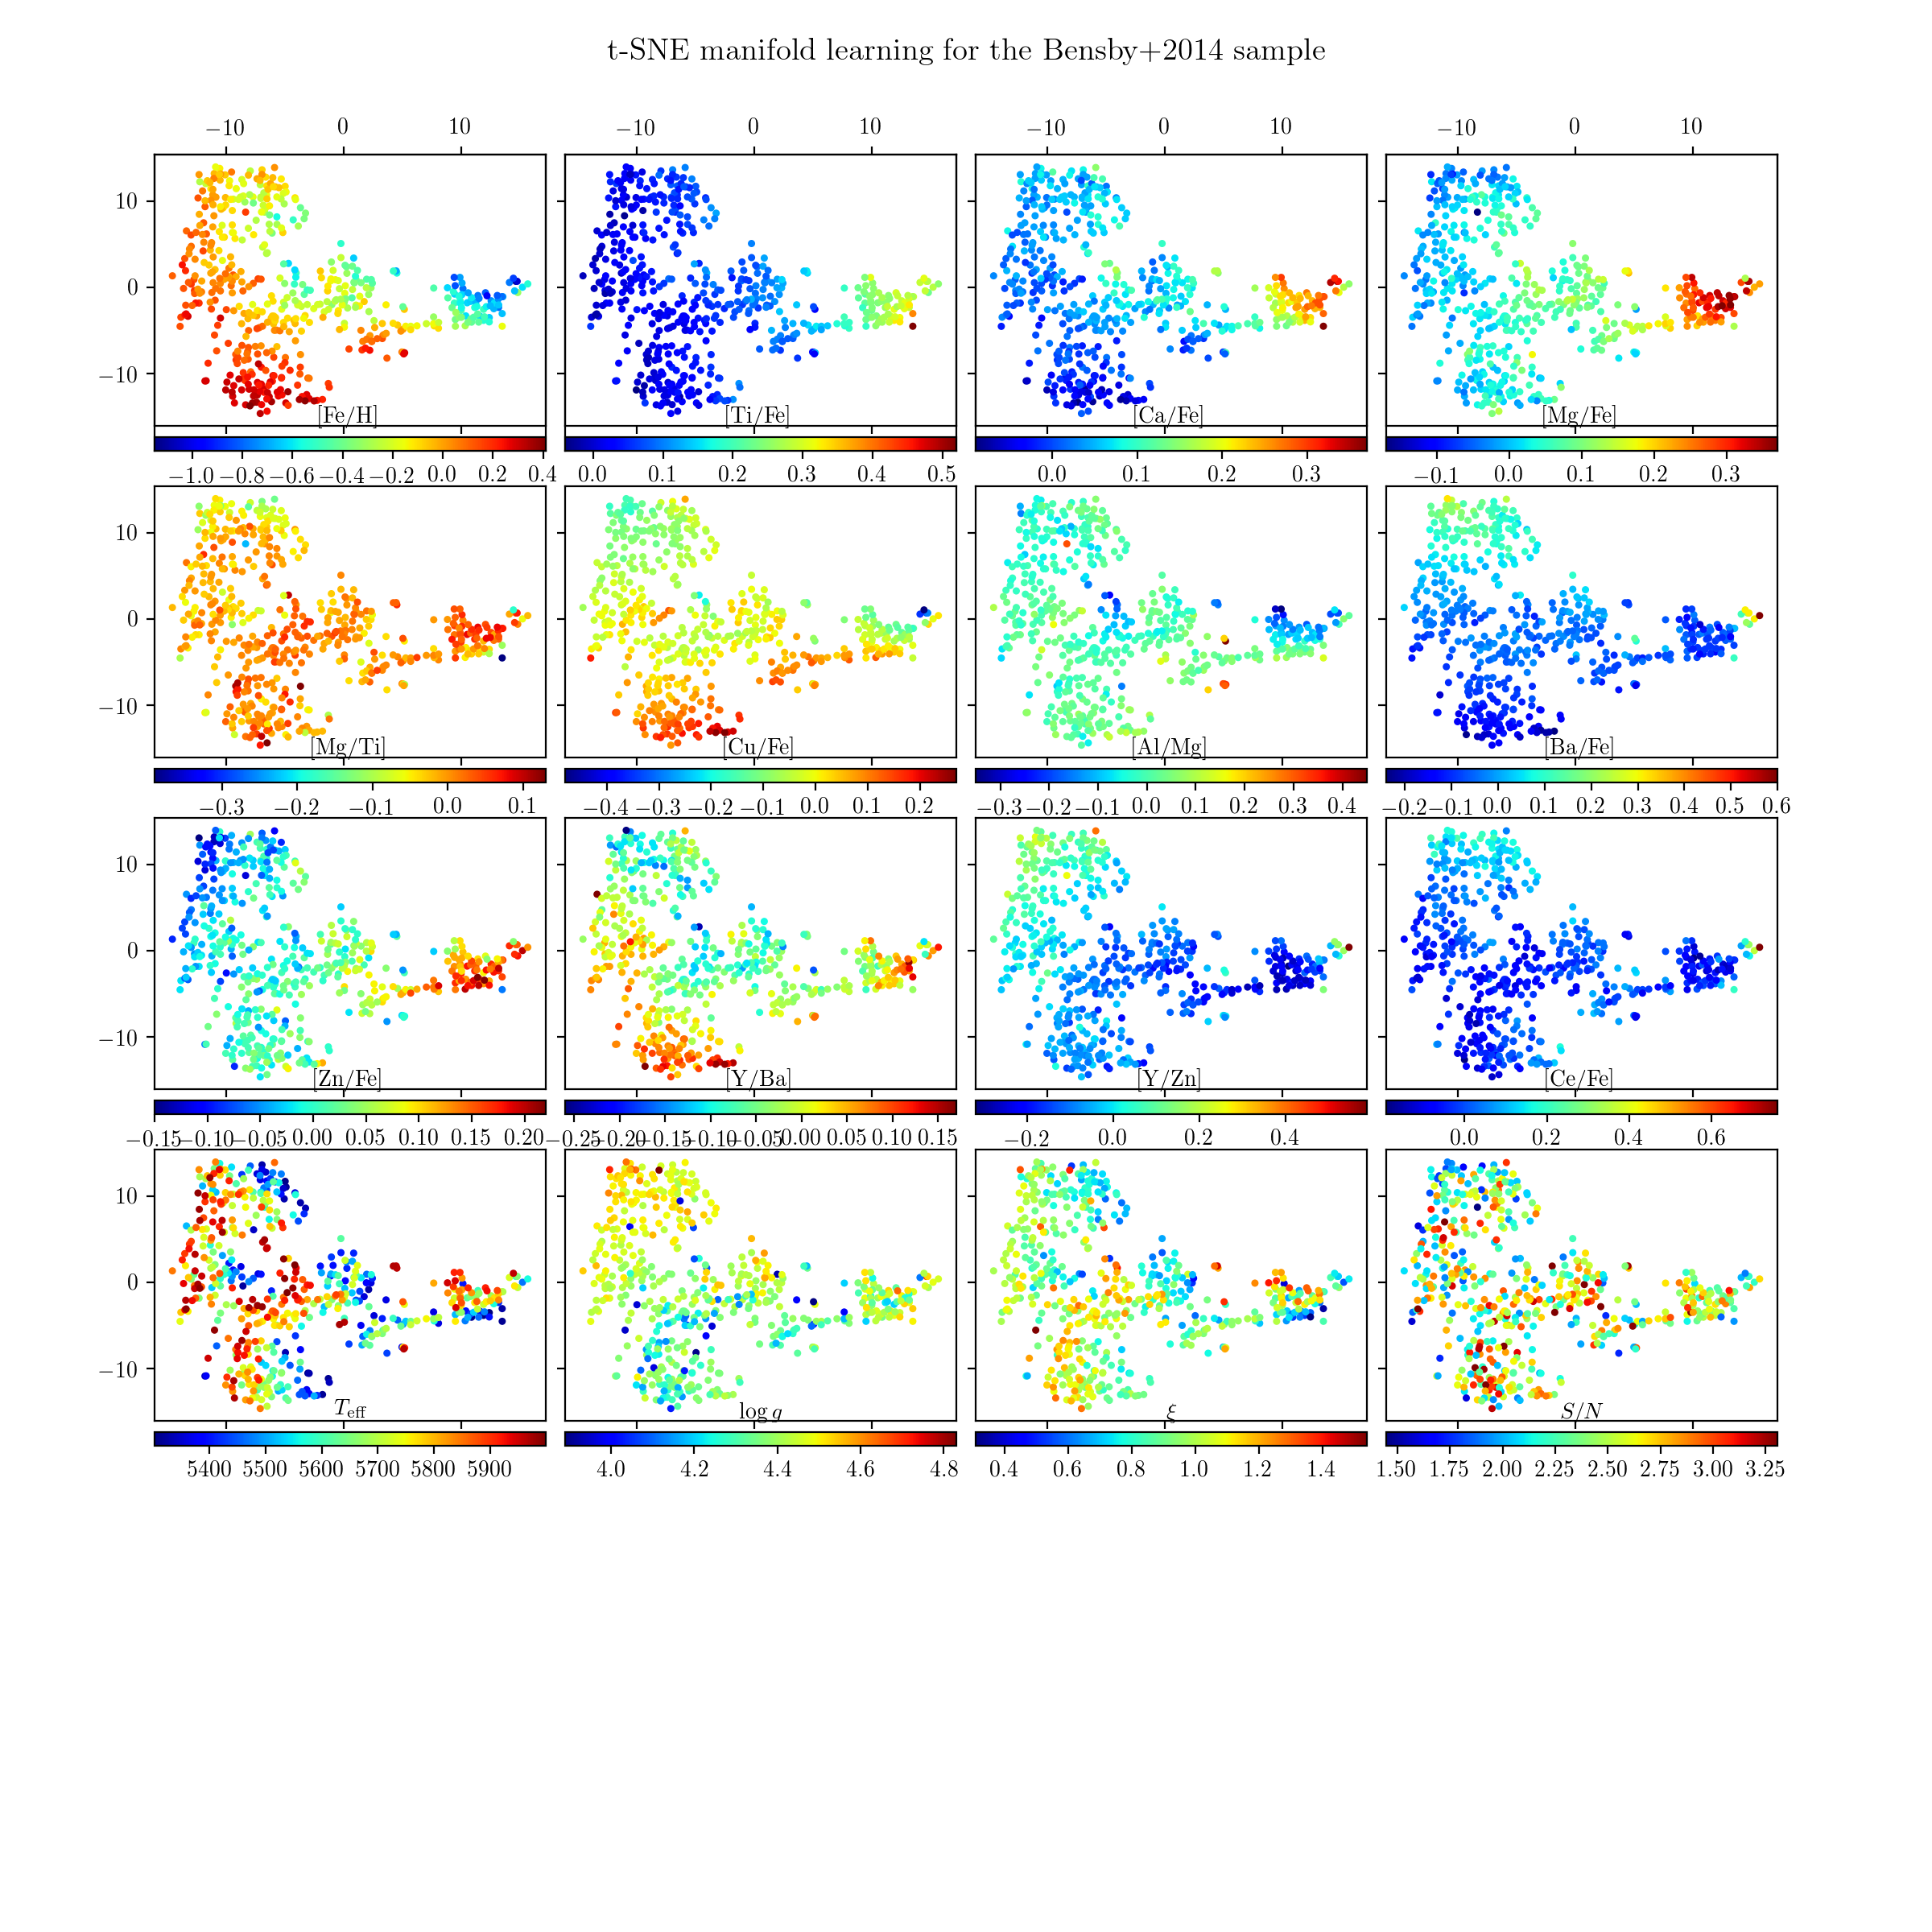 t-SNE manifold learning for the Bensby+2014 sample
−10 0 10 −10 0 10 −10 0 10 −10 0 10
10
0
−10
[Fe/H] [Ti/Fe] [Ca/Fe] [Mg/Fe]
−1.0 −0.8 −0.6 −0.4 −0.2 0.0 0.2 0.4 0.0 0.1 0.2 0.3 0.4 0.5 0.0 0.1 0.2 0.3 −0.1 0.0 0.1 0.2 0.3
10
0
−10
[Mg/Ti] [Cu/Fe] [Al/Mg] [Ba/Fe]
−0.3 −0.2 −0.1 0.0 0.1 −0.4 −0.3 −0.2 −0.1 0.0 0.1 0.2 −0.3 −0.2 −0.1 0.0 0.1 0.2 0.3 0.4 −0.2 −0.1 0.0 0.1 0.2 0.3 0.4 0.5 0.6
10
0
−10
[Zn/Fe] [Y/Ba] [Y/Zn] [Ce/Fe]
−0.15 −0.10 −0.05 0.00 0.05 0.10 0.15 0.20 −0.25 −0.20 −0.15 −0.10 −0.05 0.00 0.05 0.10 0.15 −0.2 0.0 0.2 0.4 0.0 0.2 0.4 0.6
10
0
−10
T_eff log g ξ S/N
5400 5500 5600 5700 5800 5900 4.0 4.2 4.4 4.6 4.8 0.4 0.6 0.8 1.0 1.2 1.4 1.50 1.75 2.00 2.25 2.50 2.75 3.00 3.25